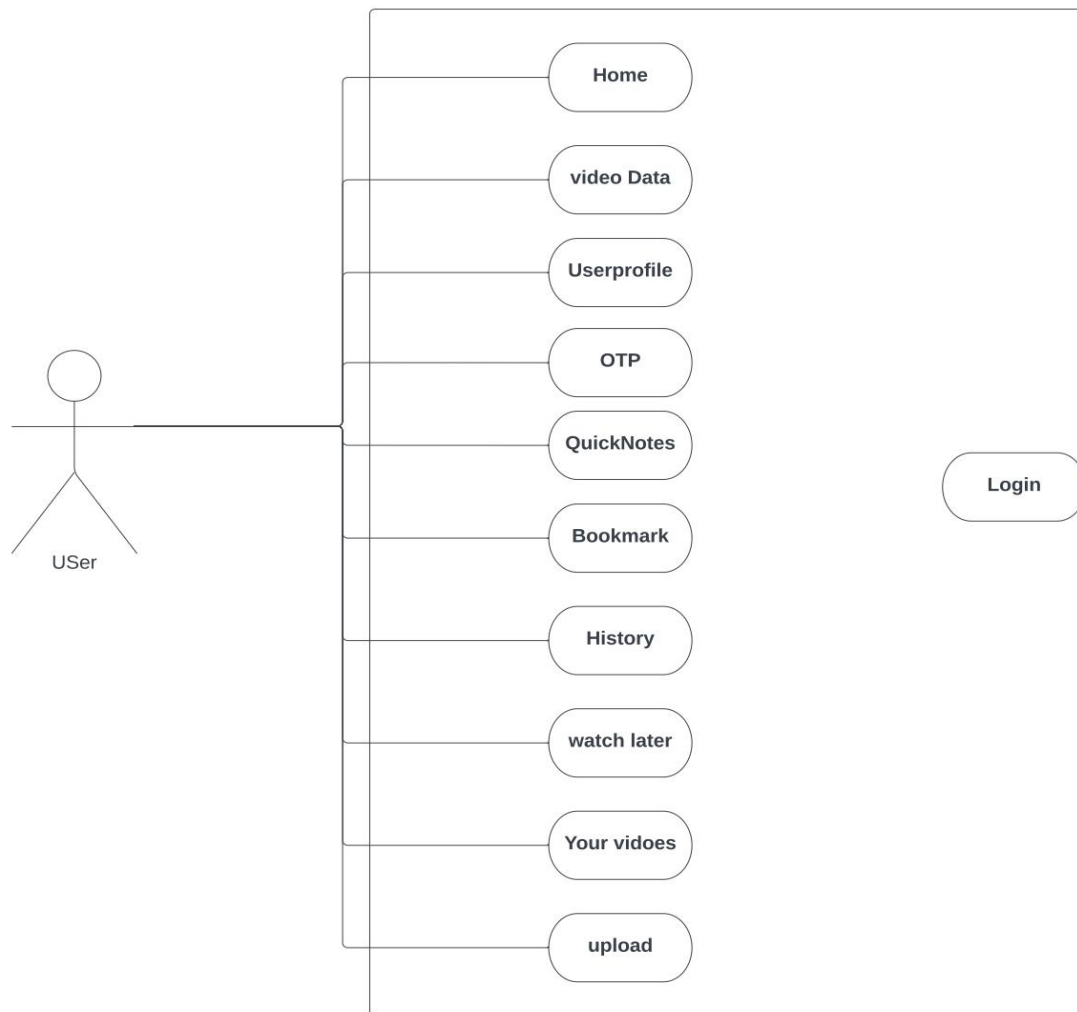 Home
video Data
Userprofile
OTP
QuickNotes
Login
Bookmark
USer
History
watch later
Your vidoes
upload